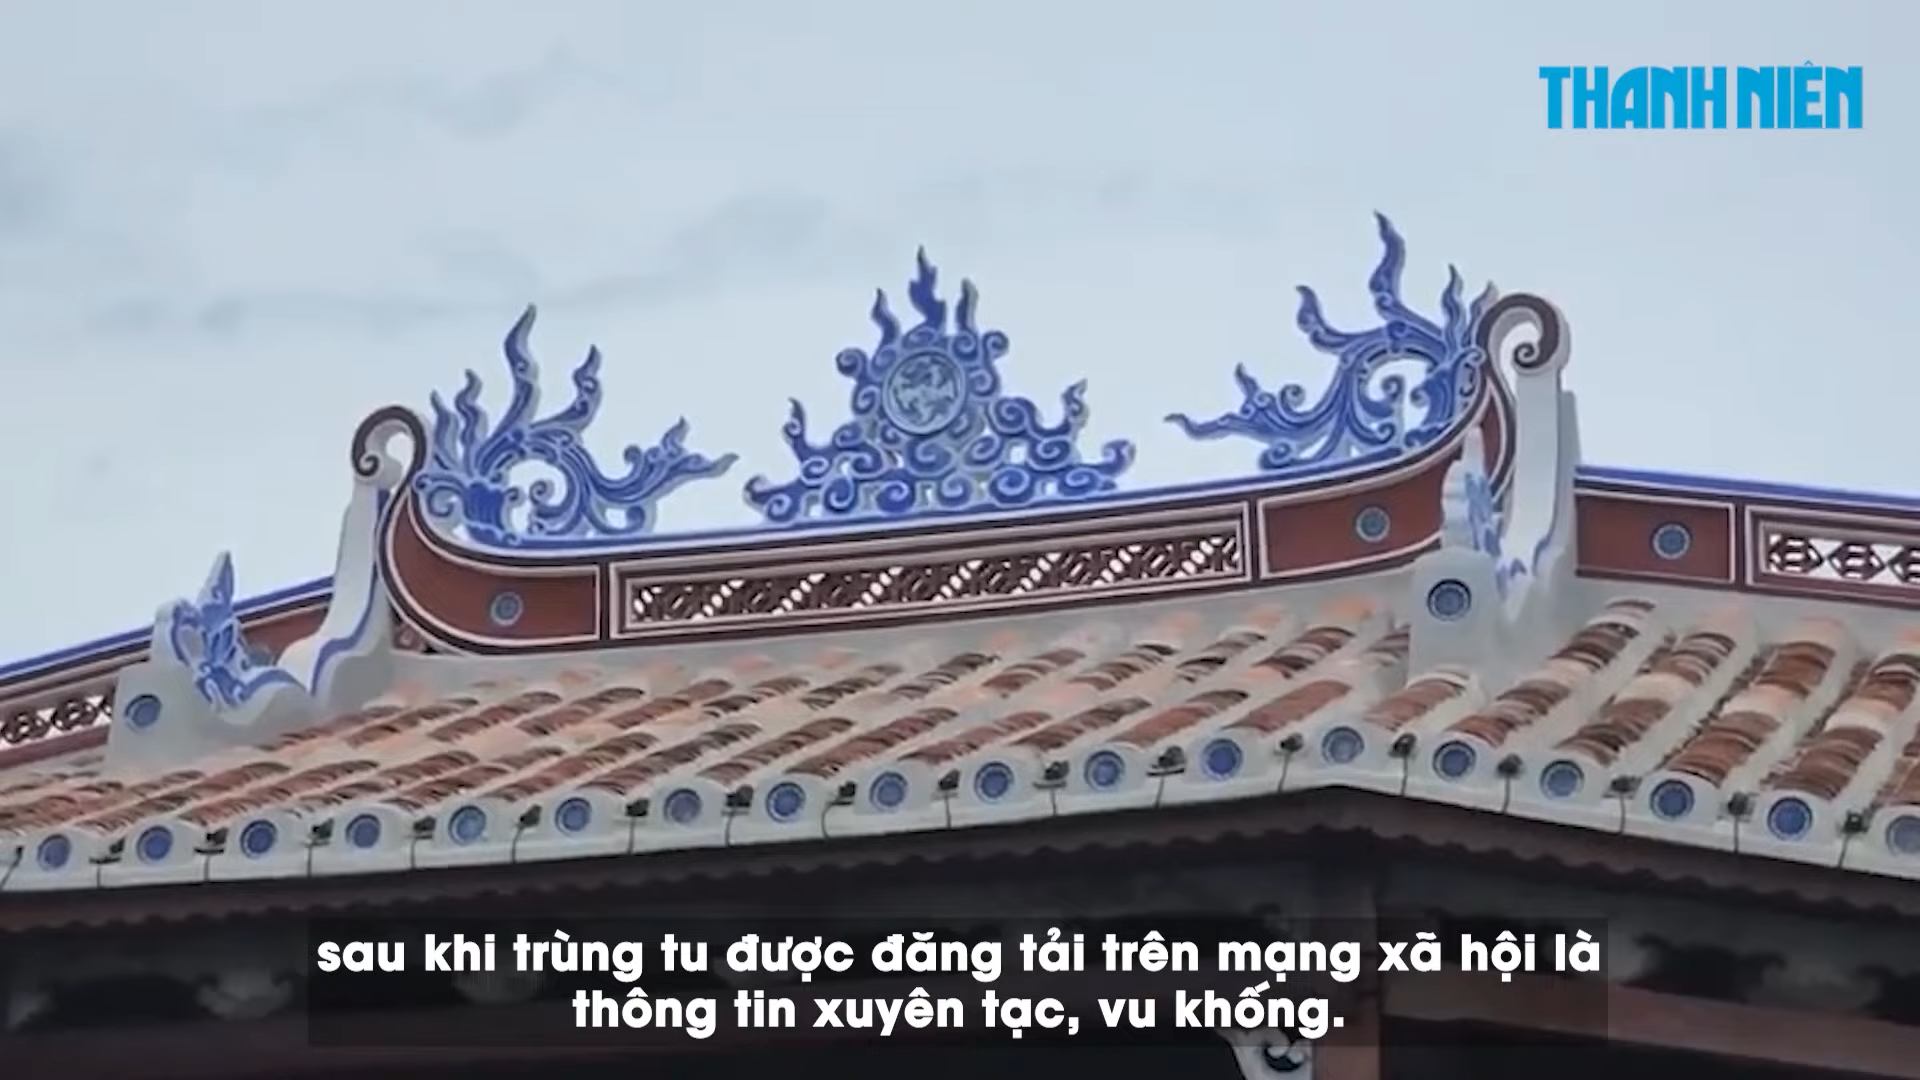 THANH NIÊN
sau khi trùng tu được đăng tải trên mạng xã hội là
thông tin xuyên tạc, vu khống.